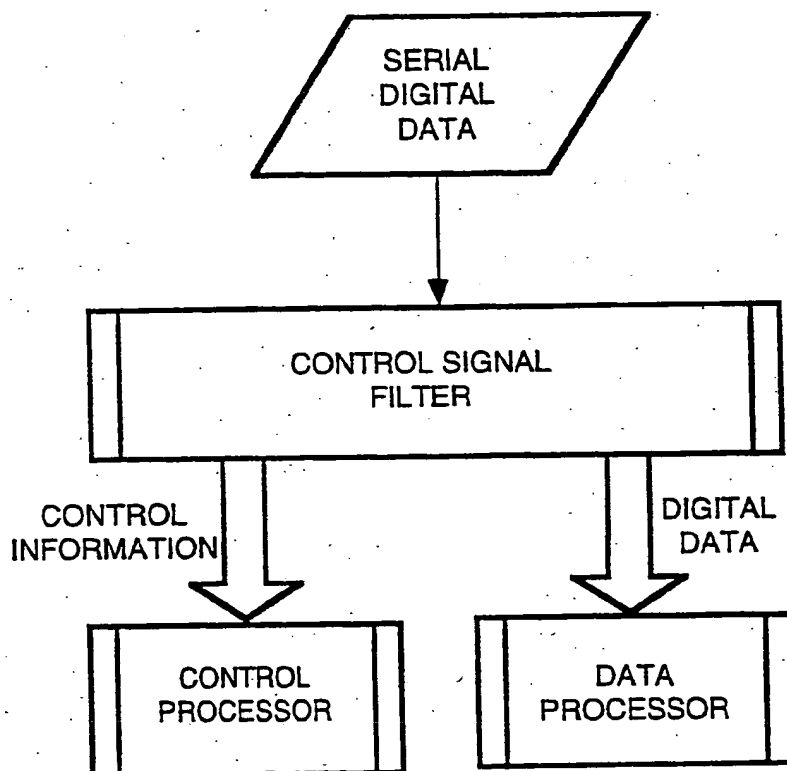 SERIAL
DIGITAL
DATA
CONTROL SIGNAL
FILTER
CONTROL
INFORMATION
DIGITAL
DATA
CONTROL
PROCESSOR
DATA
PROCESSOR